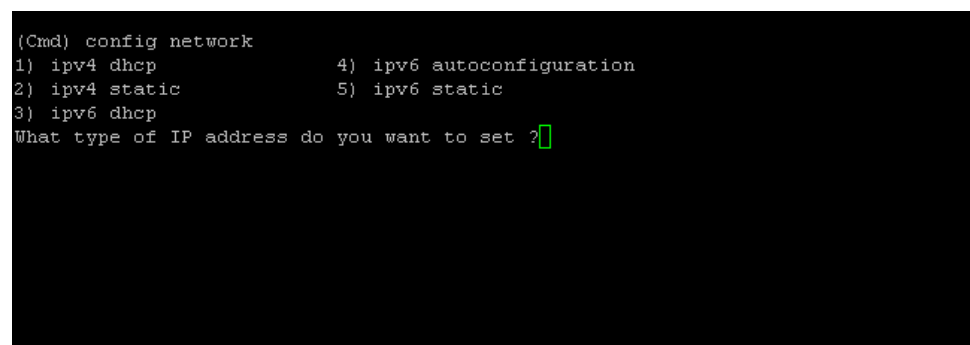 (Cmd) config network
1) ipv4 dhcp 4) ipv6 autoconfiguration
2) ipv4 static 5) ipv6 static
3) ipv6 dhcp
What type of IP address do you want to set ?